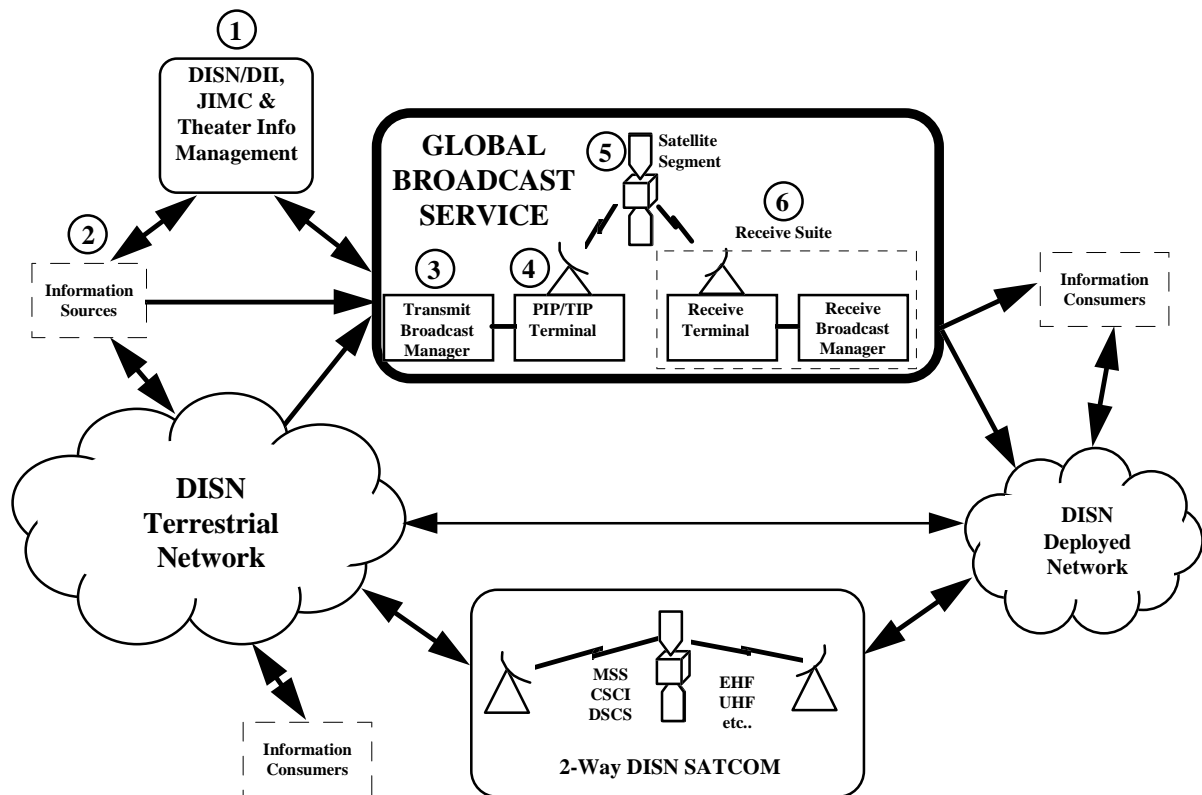 1
DISN/DII,
JIMC &
Theater Info
Management
2
Information
Sources
GLOBAL
BROADCAST
SERVICE
5
Satellite
Segment
6
Receive Suite
3
Transmit
Broadcast
Manager
4
PIP/TIP
Terminal
Receive
Terminal
Receive
Broadcast
Manager
Information
Consumers
DISN
Terrestrial
Network
DISN
Deployed
Network
MSS
CSCI
DSCS
EHF
UHF
etc..
2-Way DISN SATCOM
Information
Consumers